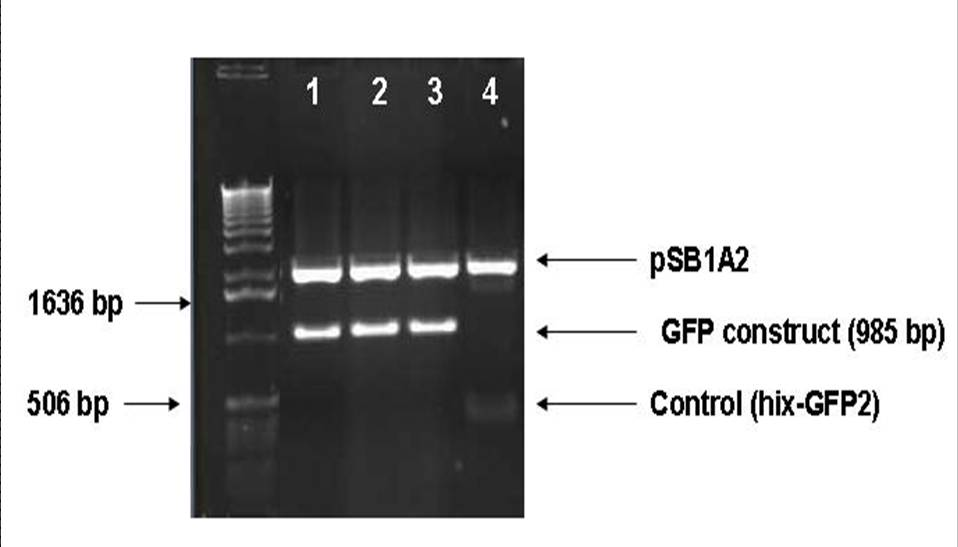 1 2 3 4
pSB1A2
1636 bp
GFP construct (985 bp)
506 bp
Control (hix-GFP2)